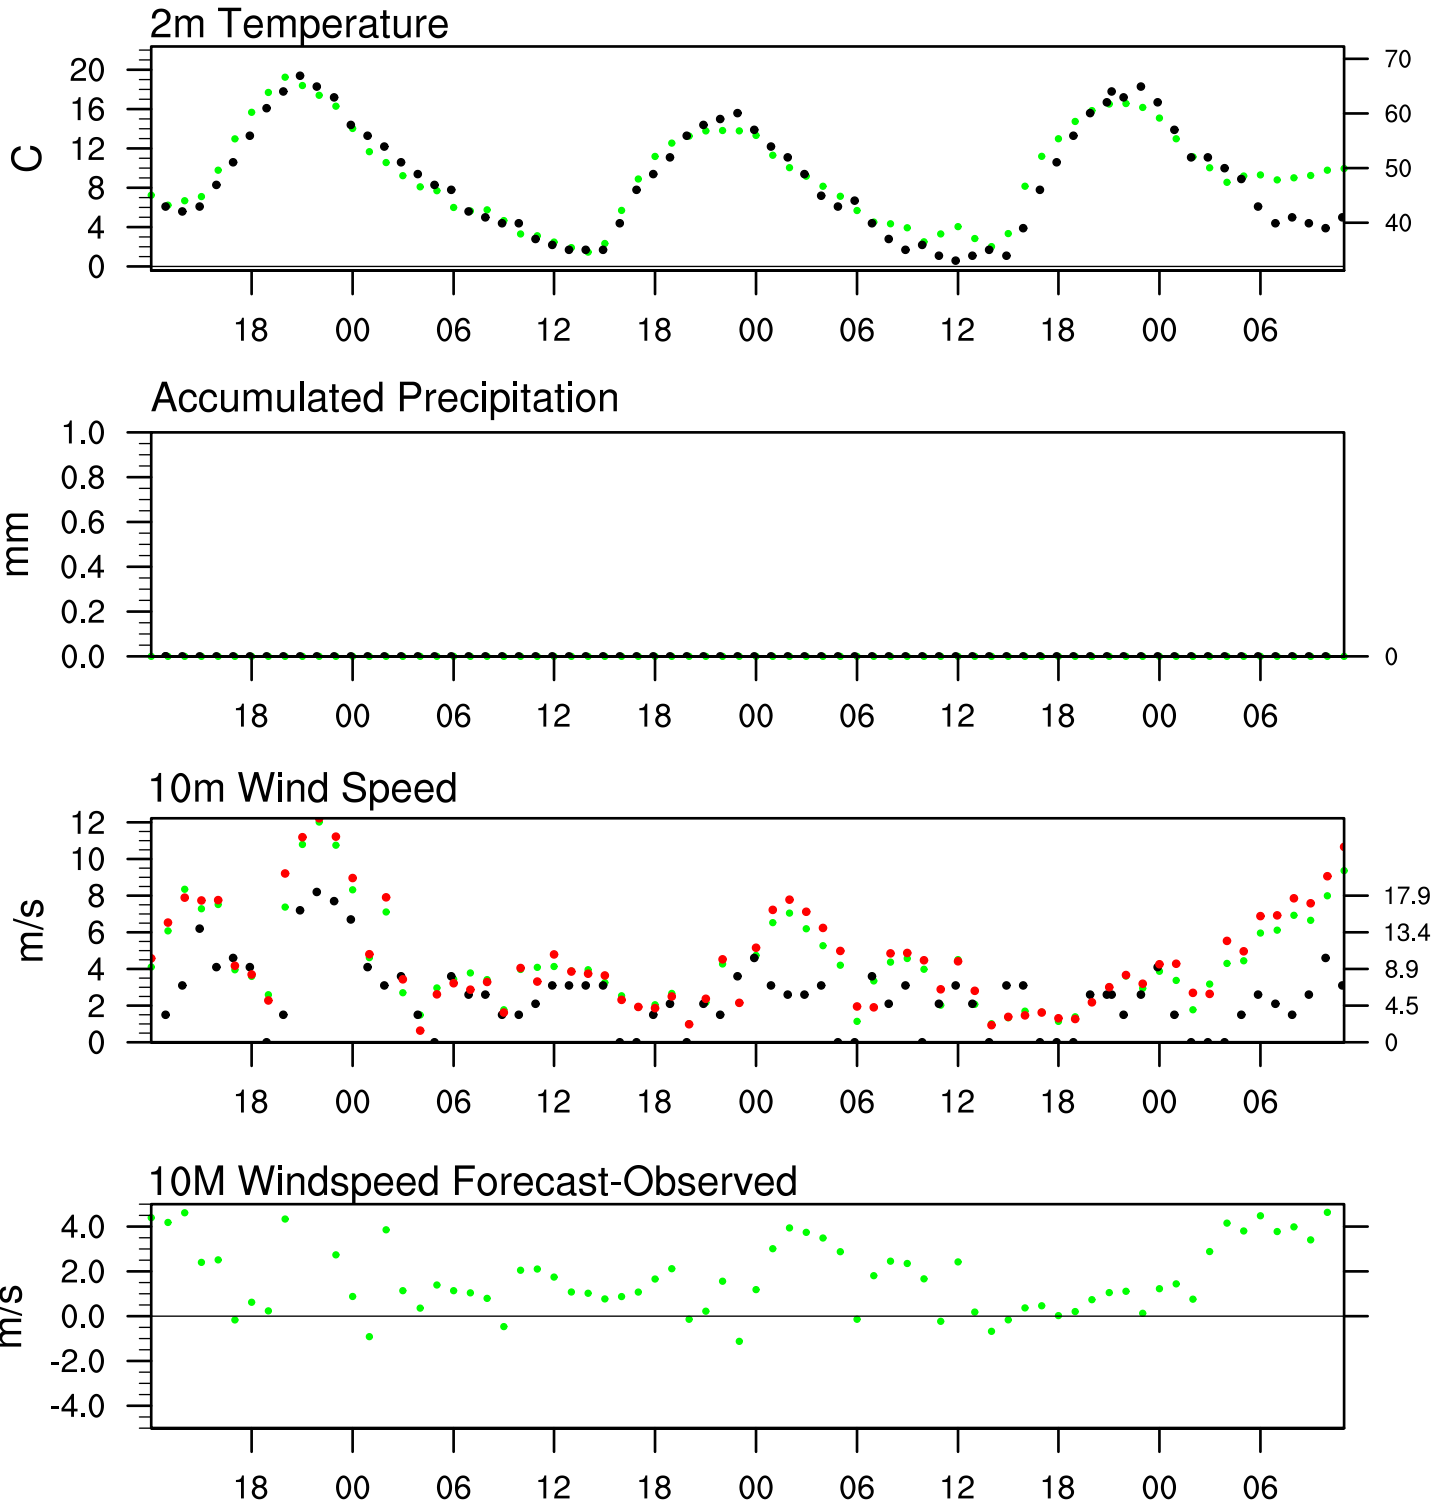 2m Temperature
20
16
12
8
4
0
C
70
60
50
40
18 00 06 12 18 00 06 12 18 00 06
Accumulated Precipitation
1.0
0.8
0.6
0.4
0.2
0.0
mm
0
18 00 06 12 18 00 06 12 18 00 06
10m Wind Speed
12
10
8
6
4
2
0
m/s
17.9
13.4
8.9
4.5
0
18 00 06 12 18 00 06 12 18 00 06
10M Windspeed Forecast-Observed
4.0
2.0
0.0
-2.0
-4.0
m/s
18 00 06 12 18 00 06 12 18 00 06